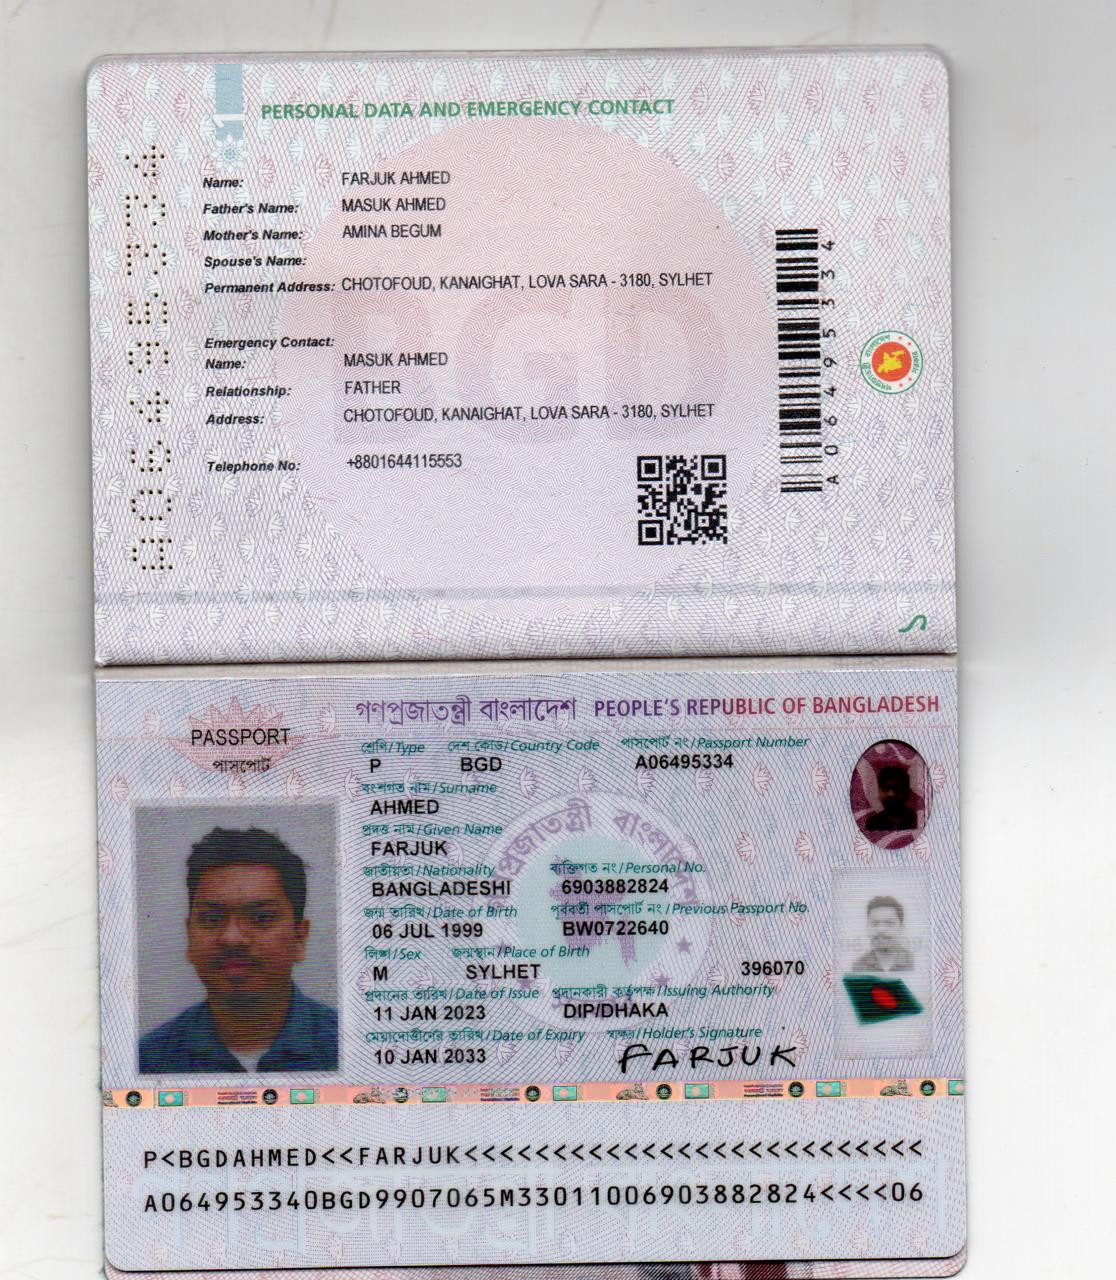 1
PERSONAL DATA AND EMERGENCY CONTACT
A06495334
Name: FARJUK AHMED
Father's Name: MASUK AHMED
Mother's Name: AMINA BEGUM
Spouse's Name:
Permanent Address: CHOTOFOUD, KANAIGHAT, LOVA SARA - 3180, SYLHET
Emergency Contact:
Name: MASUK AHMED
Relationship: FATHER
Address: CHOTOFOUD, KANAIGHAT, LOVA SARA - 3180, SYLHET
Telephone No: +8801644115553
A06495334
BGD
গণপ্রজাতন্ত্রী বাংলাদেশ PEOPLE'S REPUBLIC OF BANGLADESH
PASSPORT
পাসপোর্ট
শ্রেণি/Type দেশ কোড/Country Code পাসপোর্ট নং/Passport Number
P BGD A06495334
বংশগত নাম/Surname
AHMED
প্রদত্ত নাম/Given Name
FARJUK
জাতীয়তা/Nationality ব্যক্তিগত নং/Personal No.
BANGLADESHI 6903882824
জন্ম তারিখ/Date of Birth পূর্ববর্তী পাসপোর্ট নং/Previous Passport No.
06 JUL 1999 BW0722640
লিঙ্গ/Sex জন্মস্থান/Place of Birth
M SYLHET 396070
প্রদানের তারিখ/Date of Issue প্রদানকারী কর্তৃপক্ষ/Issuing Authority
11 JAN 2023 DIP/DHAKA
মেয়াদোত্তীর্ণের তারিখ/Date of Expiry স্বাক্ষর/Holder's Signature
10 JAN 2033 FARJUK
P<BGDAHMED<<FARJUK<<<<<<<<<<<<<<<<<<<<<<<<<<
A064953340BGD9907065M33011006903882824<<<<06